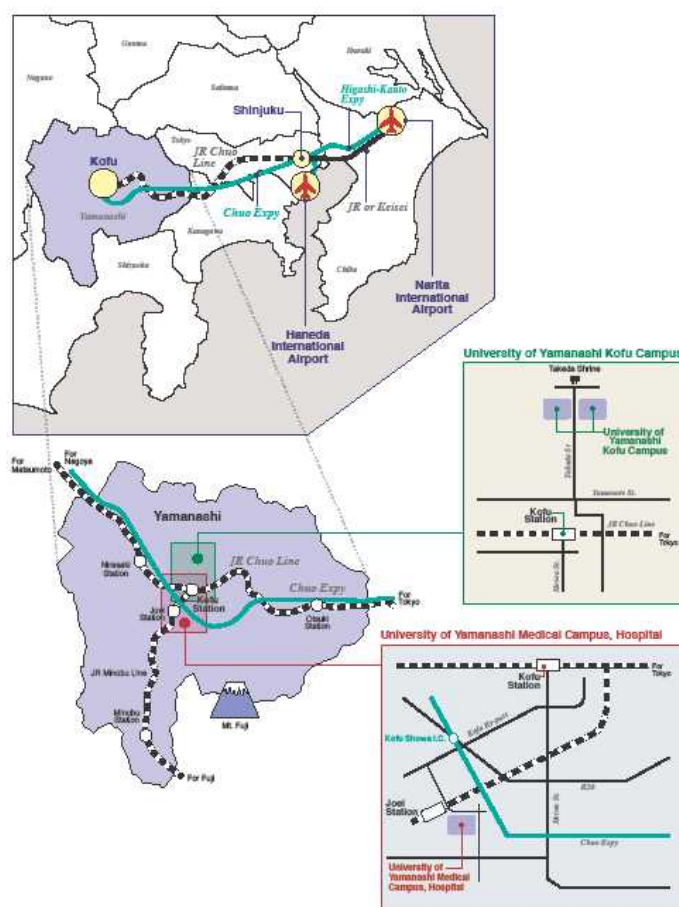 Gunma
Ibaraki
Nagano
Saitama
Higashi-Kanto
Expy
Shinjuku
Tokyo
JR Chuo
Line
Kofu
Yamanashi
Chuo Expy
JR or Keisei
Kanagawa
Shizuoka
Chiba
Narita
International
Airport
Haneda
International
Airport
University of Yamanashi Kofu Campus
Takeda Shrine
University of
Yamanashi
Kofu Campus
Takeda St.
Yamanote St.
Kofu
Station
JR Chuo Line
For
Tokyo
Heiwa St.
For
Matsumoto
For
Nagoya
Yamanashi
Nirasaki
Station
JR Chuo Line
Chuo Expy
Kofu
Station
Joei
Station
Otsuki
Station
For
Tokyo
JR Minobu Line
Minobu
Station
Mt. Fuji
For Fuji
University of Yamanashi Medical Campus, Hospital
Kofu
Station
For
Tokyo
Kofu By-port
Kofu Showa I.C.
R20
Joei
Station
Heiwa St.
Chuo Expy
University of
Yamanashi Medical
Campus, Hospital